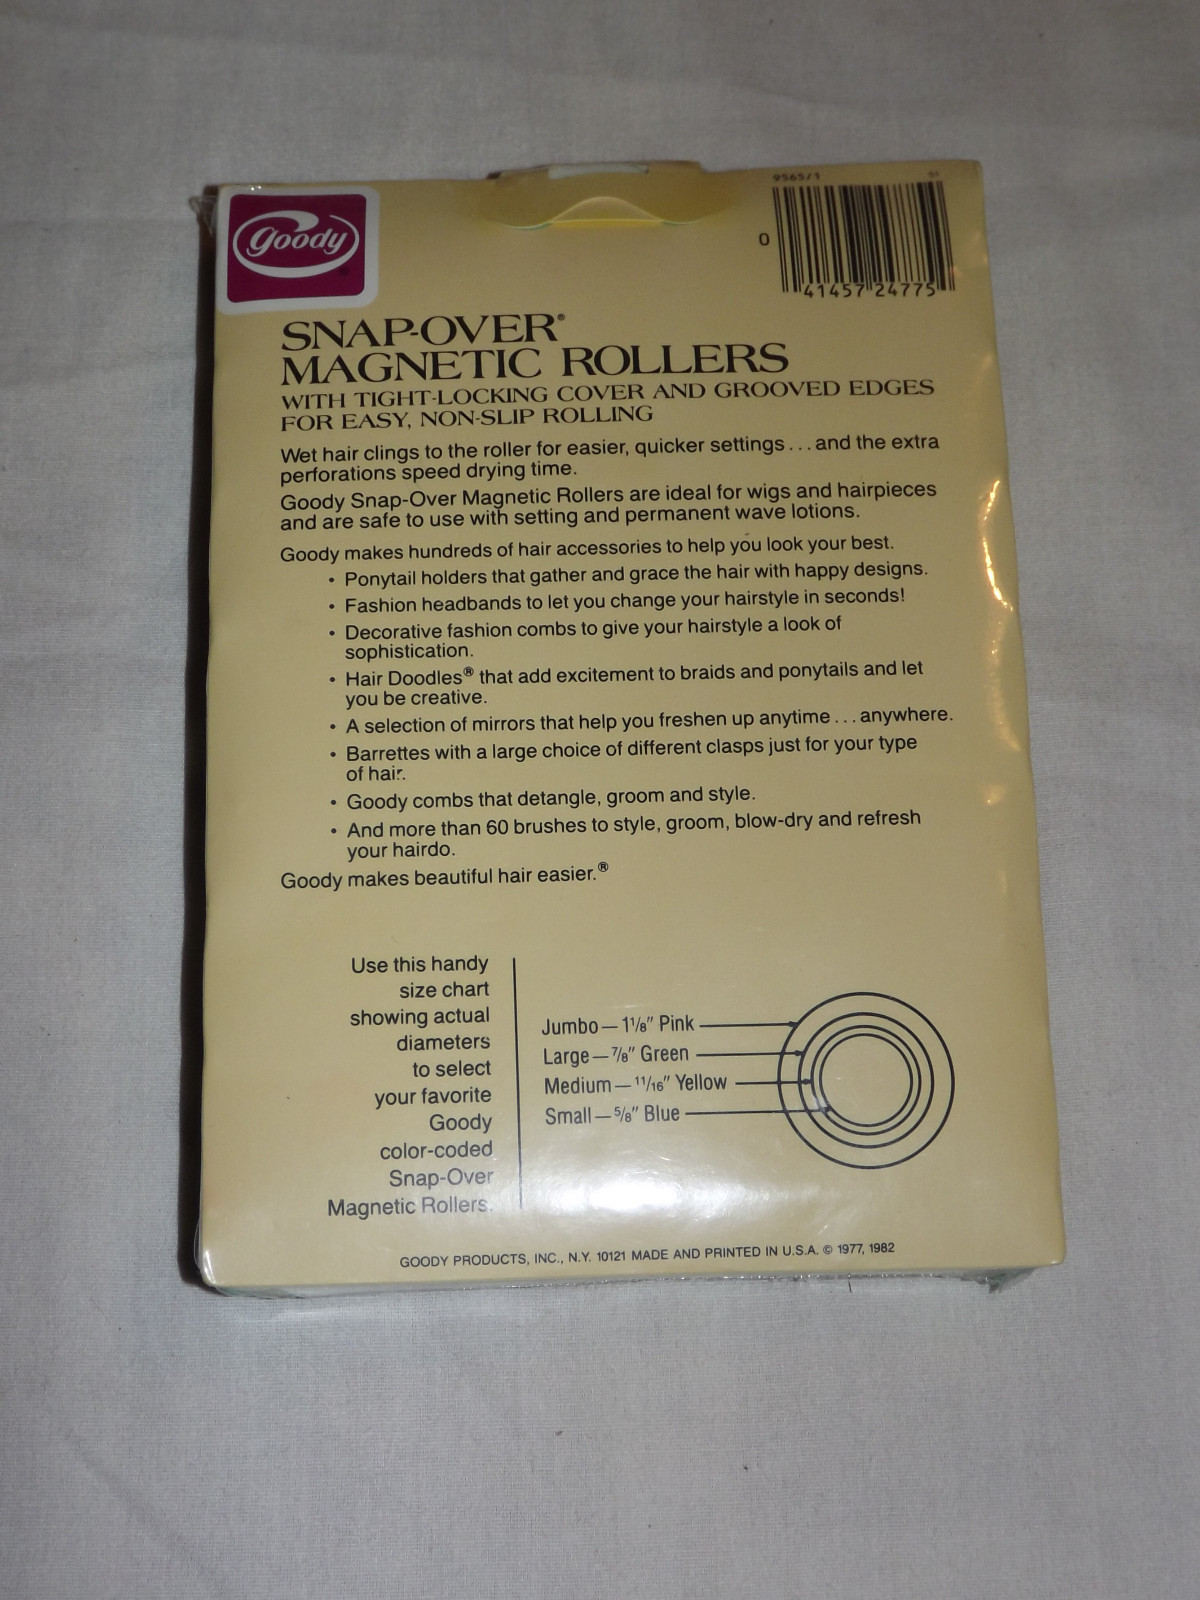 goody
9565/1
51
0
41457 24775
SNAP-OVER®
MAGNETIC ROLLERS
WITH TIGHT-LOCKING COVER AND GROOVED EDGES
FOR EASY, NON-SLIP ROLLING
Wet hair clings to the roller for easier, quicker settings...and the extra
perforations speed drying time.
Goody Snap-Over Magnetic Rollers are ideal for wigs and hairpieces
and are safe to use with setting and permanent wave lotions.
Goody makes hundreds of hair accessories to help you look your best.
• Ponytail holders that gather and grace the hair with happy designs.
• Fashion headbands to let you change your hairstyle in seconds!
• Decorative fashion combs to give your hairstyle a look of
sophistication.
• Hair Doodles® that add excitement to braids and ponytails and let
you be creative.
• A selection of mirrors that help you freshen up anytime...anywhere.
• Barrettes with a large choice of different clasps just for your type
of hair.
• Goody combs that detangle, groom and style.
• And more than 60 brushes to style, groom, blow-dry and refresh
your hairdo.
Goody makes beautiful hair easier.®
Use this handy
size chart
showing actual
diameters
to select
your favorite
Goody
color-coded
Snap-Over
Magnetic Rollers.
Jumbo—1 1/8" Pink
Large—7/8" Green
Medium—11/16" Yellow
Small—5/8" Blue
GOODY PRODUCTS, INC., N.Y. 10121 MADE AND PRINTED IN U.S.A. © 1977, 1982